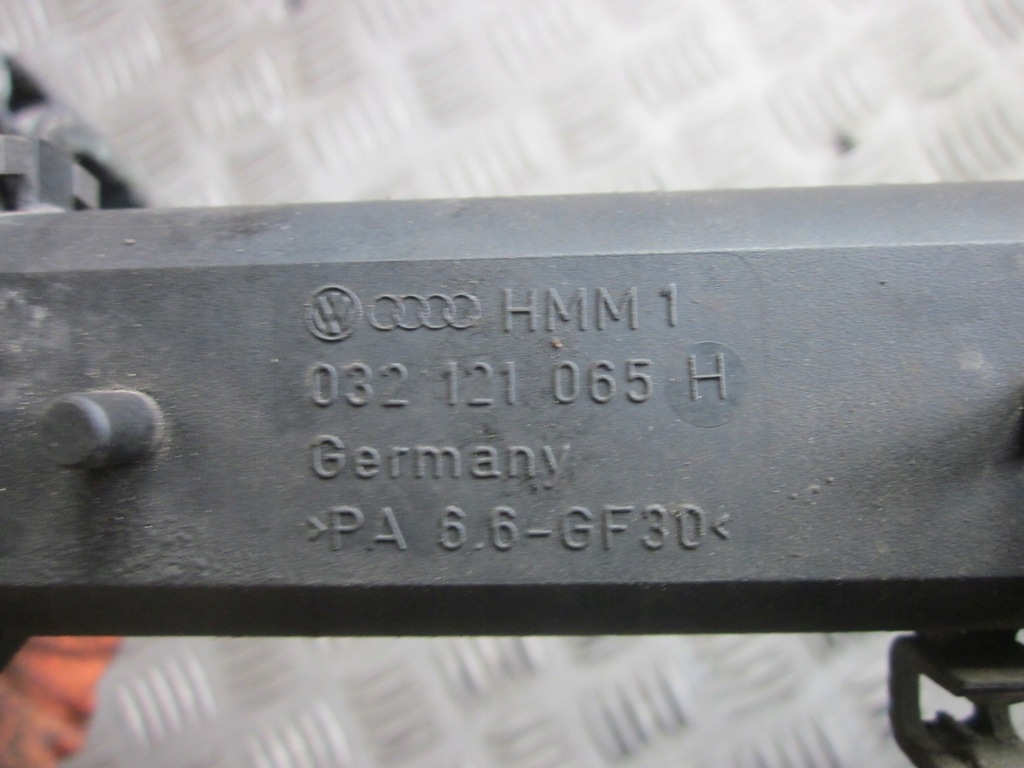 HMM 1
032 121 065 H
Germany
>PA 6.6-GF30<